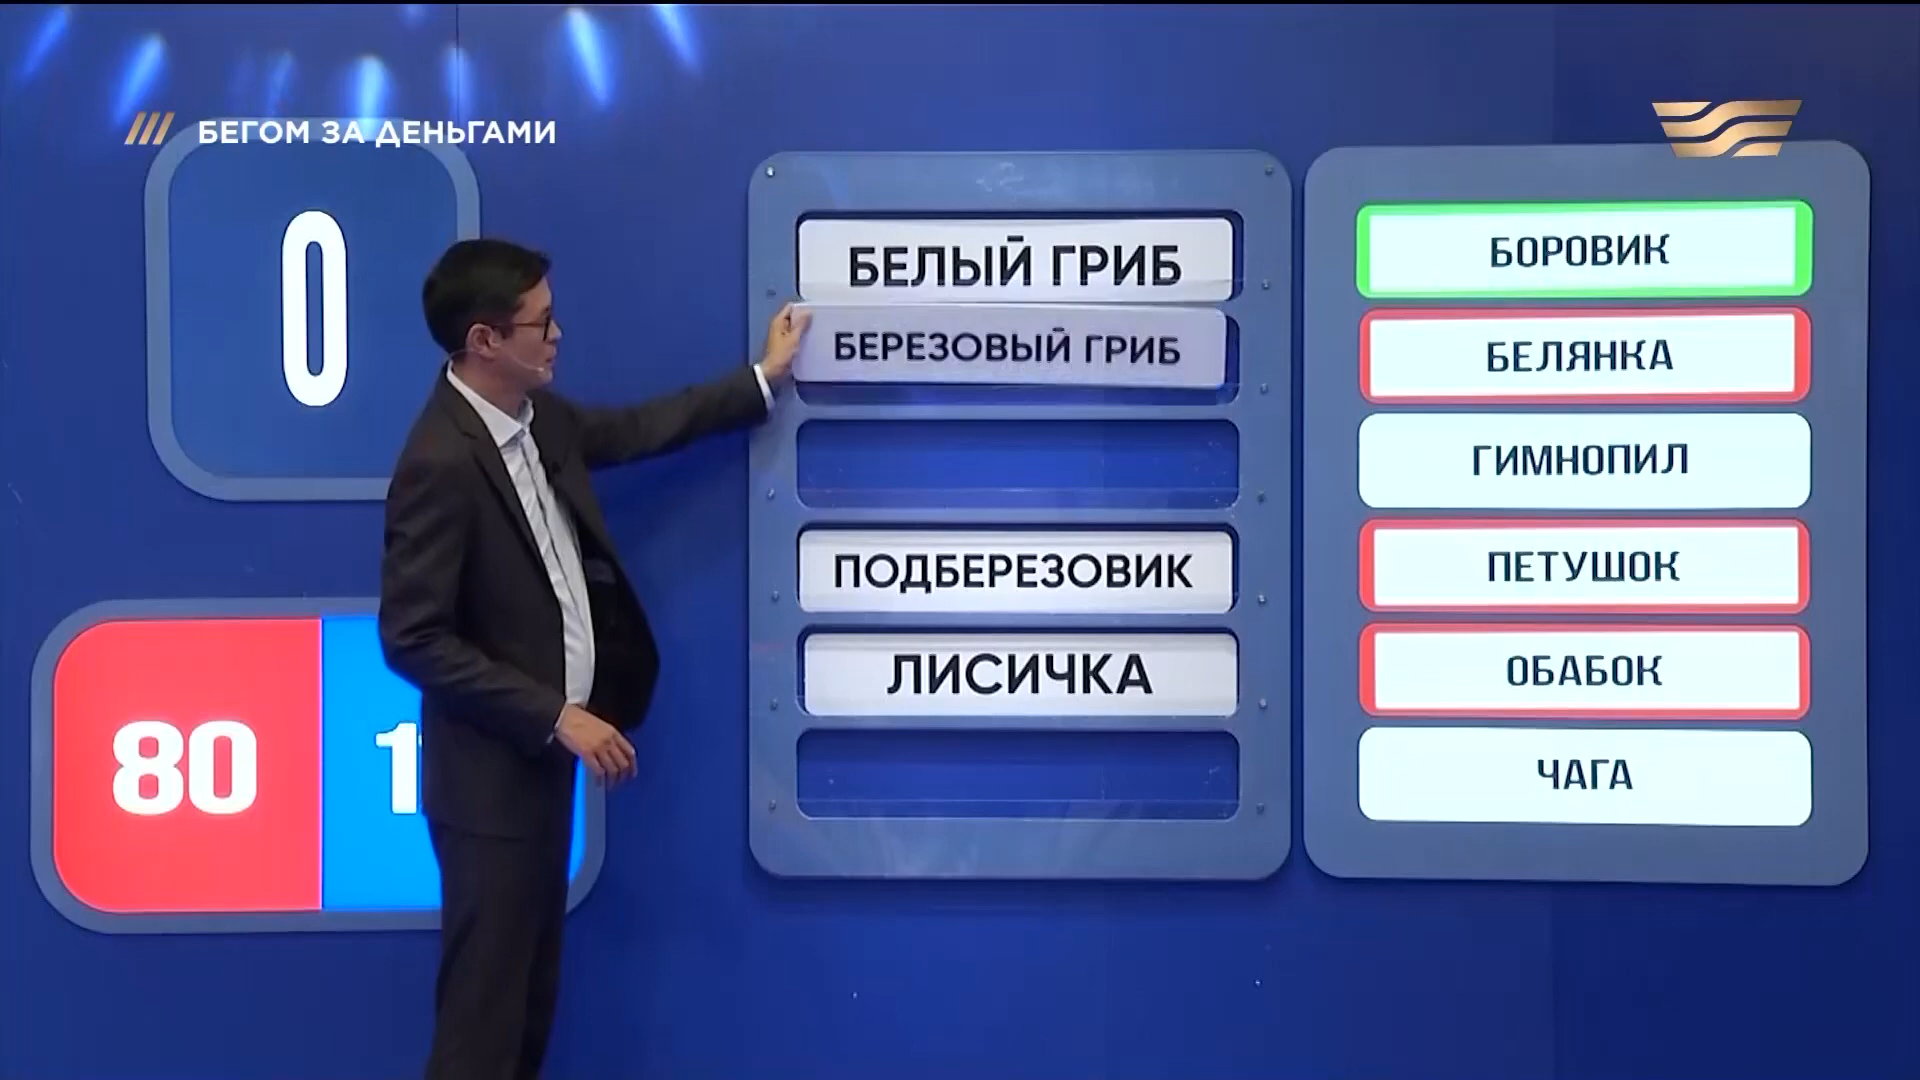 БЕГОМ ЗА ДЕНЬГАМИ
0
80
БЕЛЫЙ ГРИБ
БЕРЕЗОВЫЙ ГРИБ
ПОДБЕРЕЗОВИК
ЛИСИЧКА
БОРОВИК
БЕЛЯНКА
ГИМНОПИЛ
ПЕТУШОК
ОБАБОК
ЧАГА